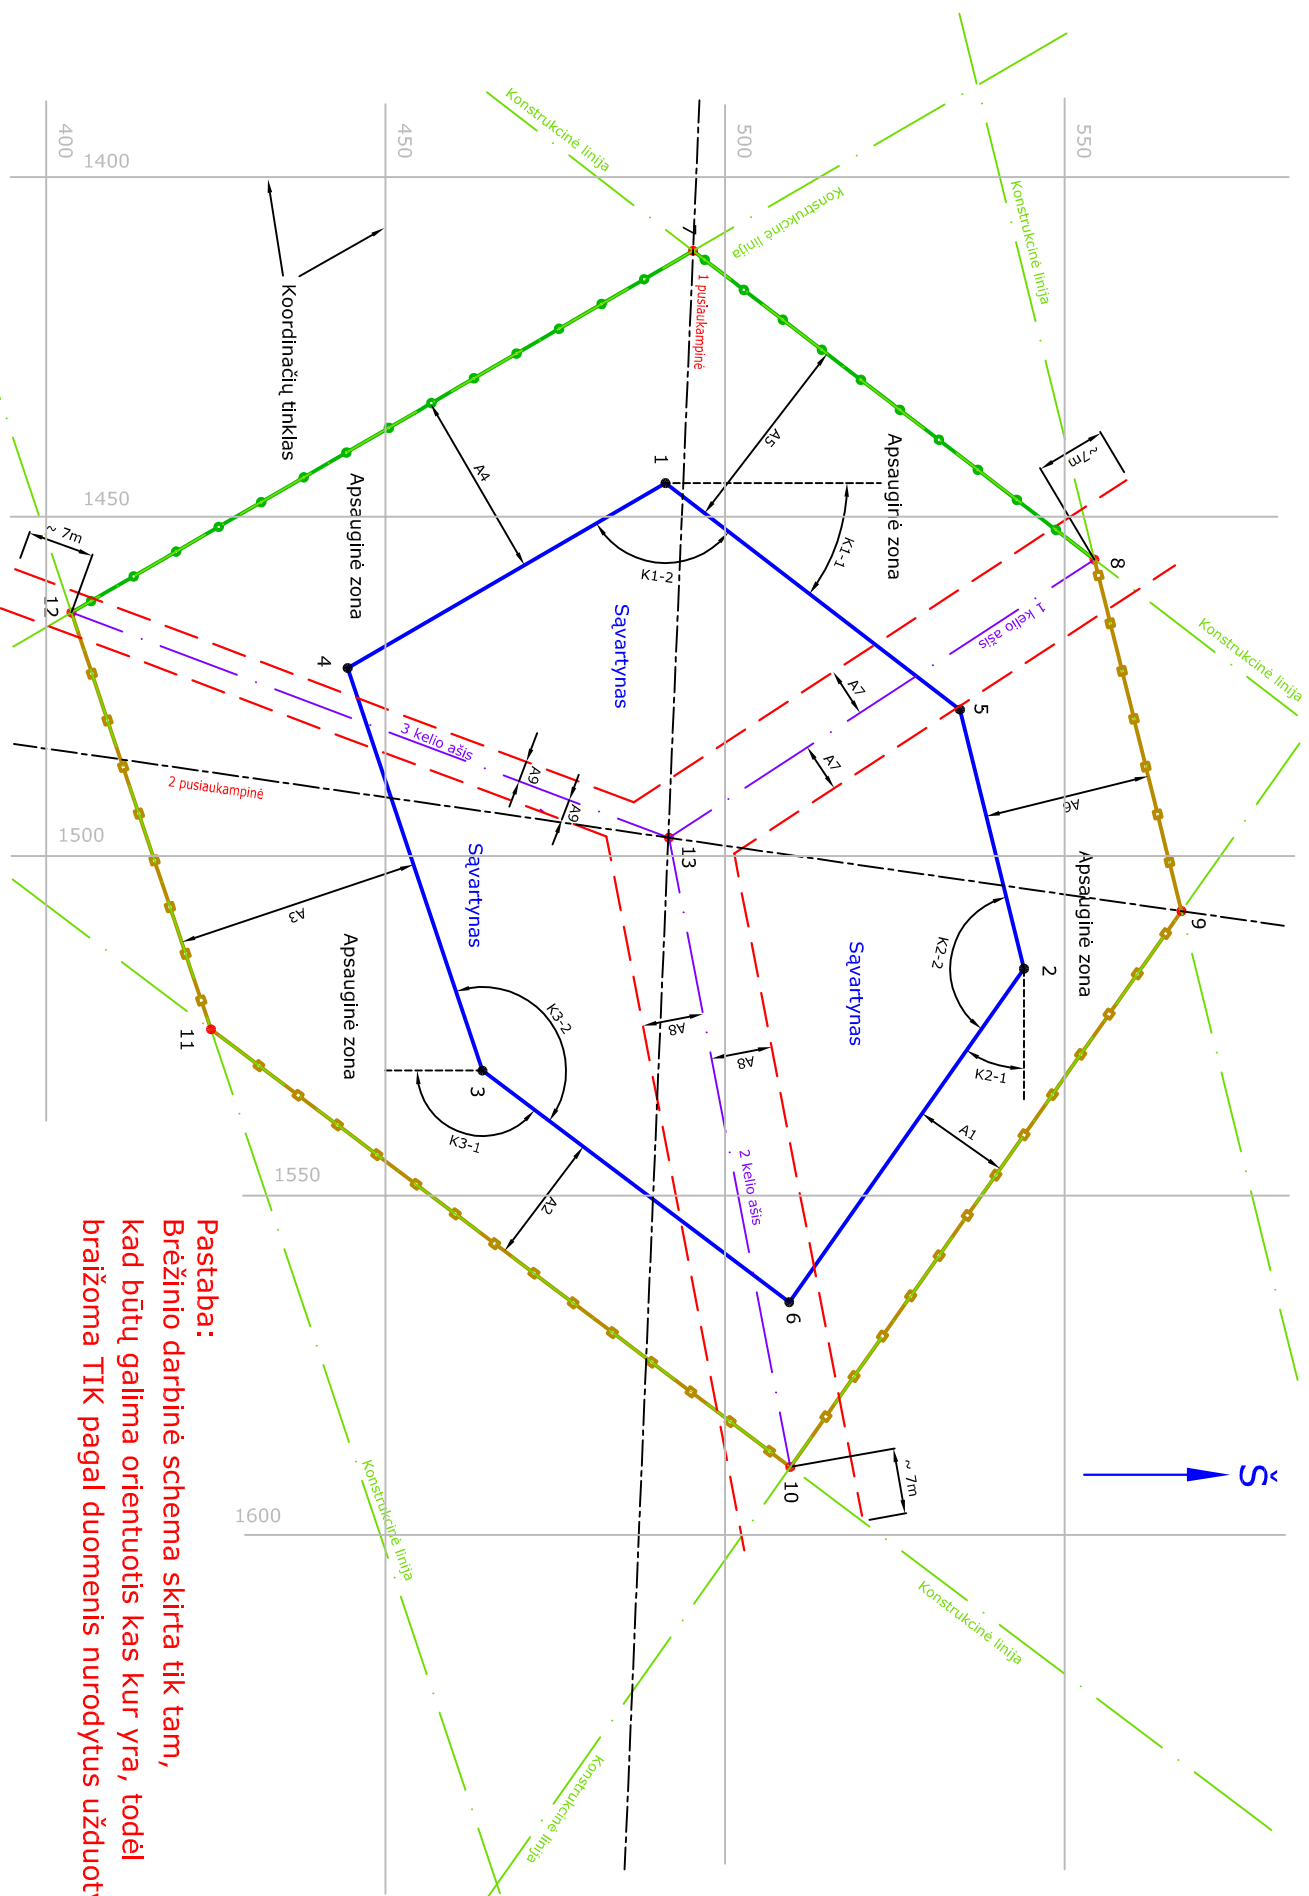 Konstrukcinė linija
Konstrukcinė linija
Konstrukcinė linija
Konstrukcinė linija
Konstrukcinė linija
Konstrukcinė linija
Konstrukcinė linija
400
450
500
550
1400
1450
1500
1550
1600
Koordinačių tinklas
1 pusiaukampinė
2 pusiaukampinė
Apsauginė zona
Apsauginė zona
Apsauginė zona
Apsauginė zona
Sąvartynas
Sąvartynas
Sąvartynas
1 kelio ašis
2 kelio ašis
3 kelio ašis
7
1
2
3
4
5
6
8
9
10
11
12
13
A1
A2
A3
A4
A5
A6
A7
A7
A8
A8
A9
A9
K1-1
K1-2
K2-1
K2-2
K3-1
K3-2
~7m
~ 7m
~ 7m
Š
Pastaba:
Brėžinio darbinė schema skirta tik tam,
kad būtų galima orientuotis kas kur yra, todėl
braižoma TIK pagal duomenis nurodytus